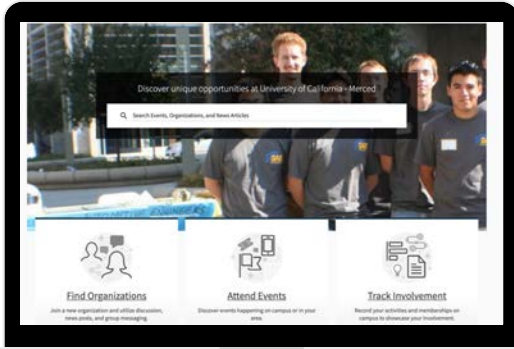 Discover unique opportunities at University of California - Merced
Search Events, Organizations, and News Articles
Find Organizations
Join a new organization and utilize discussion,
news posts, and group messaging.
Attend Events
Discover events happening on campus or in your
area.
Track Involvement
Record your activities and memberships on
campus to showcase your involvement.